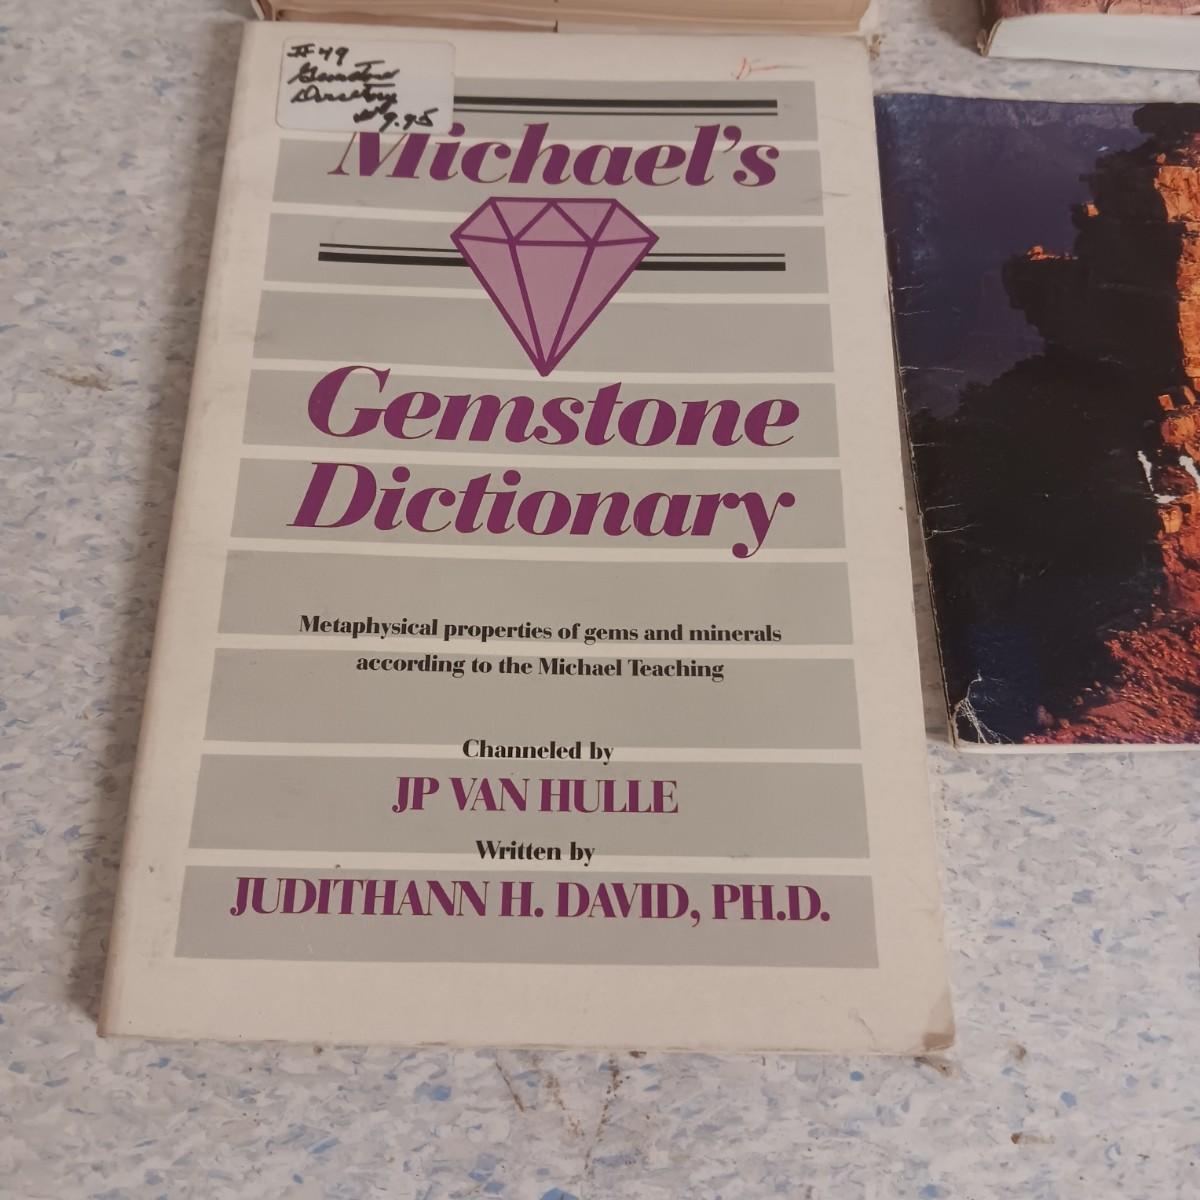 #49
Gemstone
Directory
$9.95
Michael's
Gemstone
Dictionary
Metaphysical properties of gems and minerals
according to the Michael Teaching
Channeled by
JP VAN HULLE
Written by
JUDITHANN H. DAVID, PH.D.